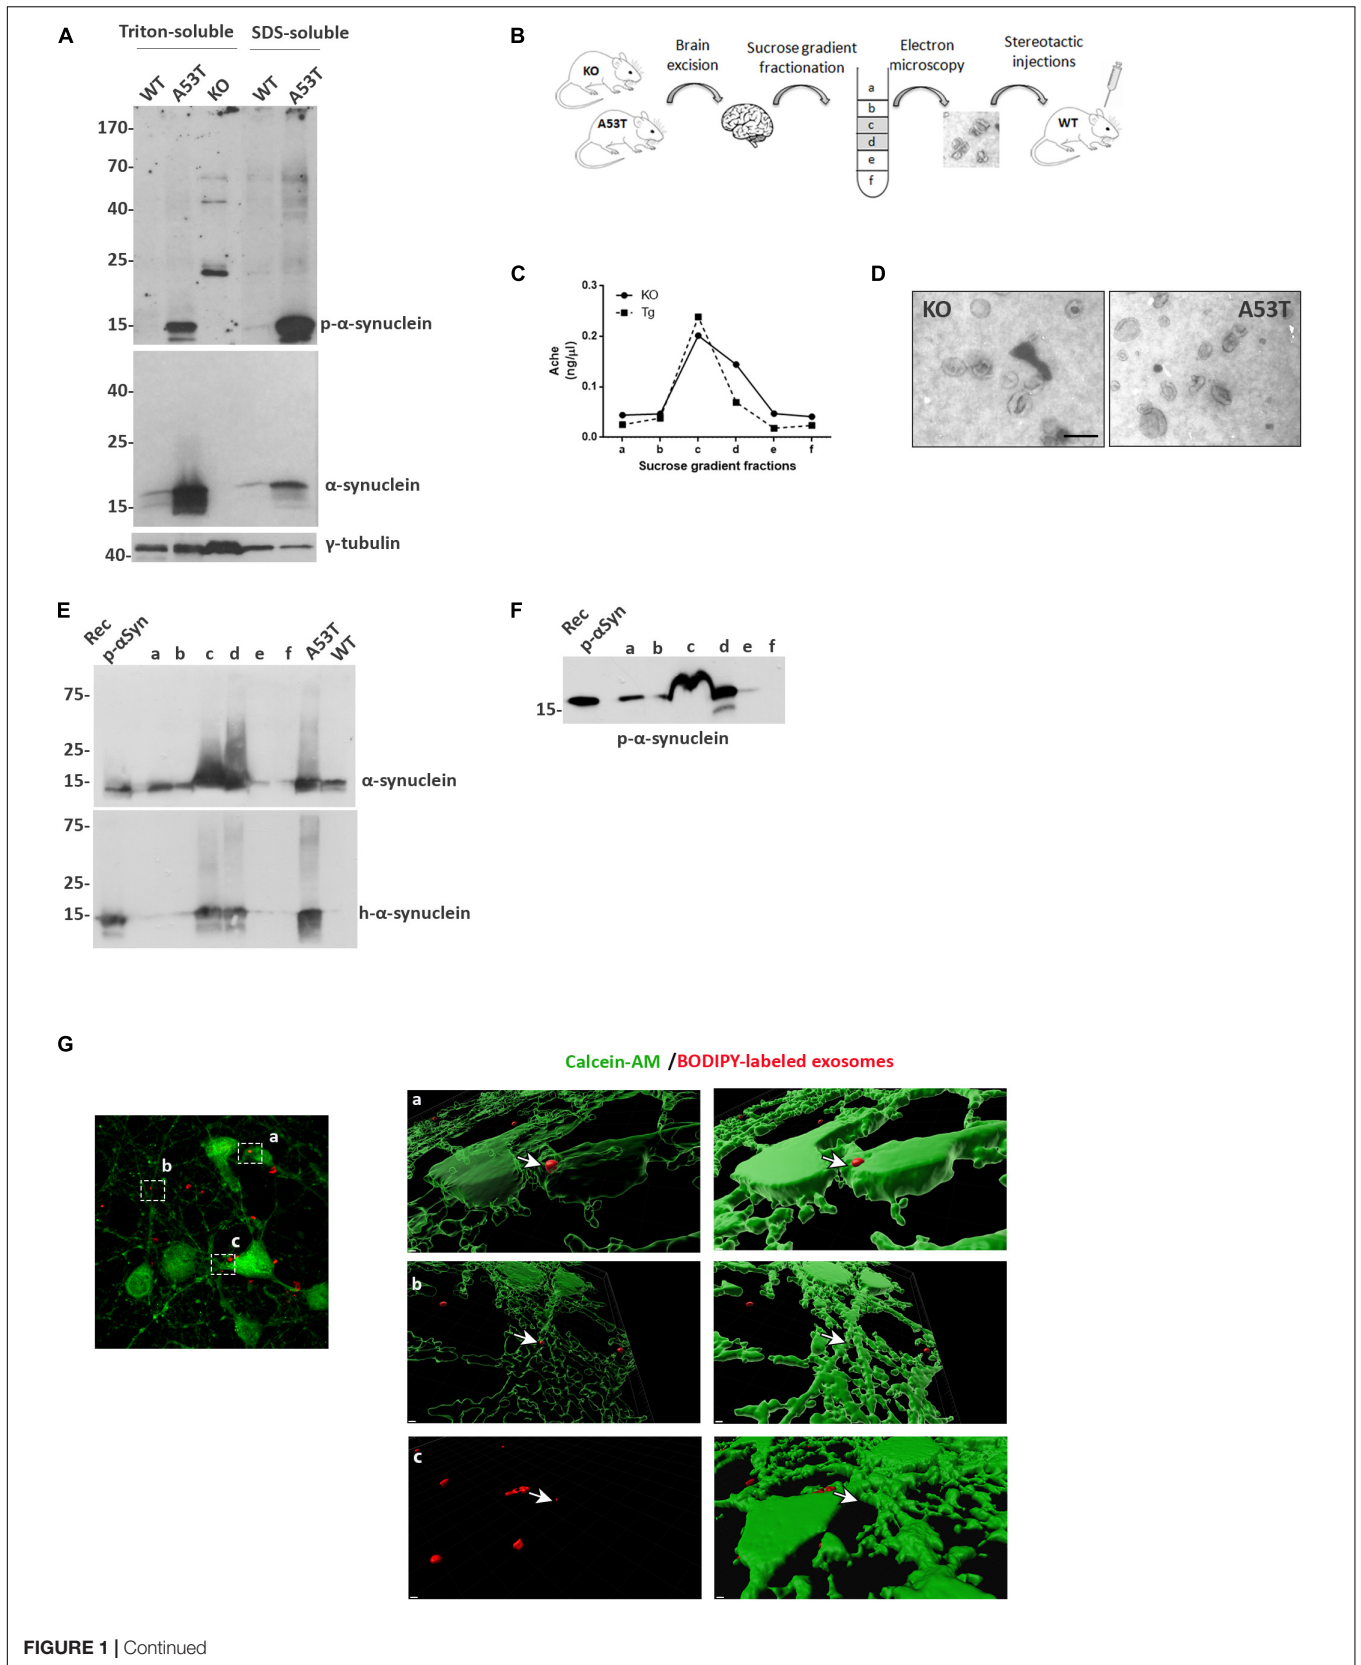 A
Triton-soluble SDS-soluble
WT A53T KO WT A53T
170-
70-
40-
25-
15-
p-α-synuclein
40-
25-
15-
α-synuclein
40-
γ-tubulin
B
KO
A53T
Brain
excision
Sucrose gradient
fractionation
a
b
c
d
e
f
Electron
microscopy
Stereotactic
injections
WT
C
0.3
0.2
0.1
0.0
Ache
(ng/μl)
KO
Tg
a b c d e f
Sucrose gradient fractions
D
KO
A53T
E
Rec
p-αSyn
a b c d e f A53T WT
75-
25-
15-
α-synuclein
75-
25-
15-
h-α-synuclein
F
Rec
p-αSyn
a b c d e f
15-
p-α-synuclein
G
Calcein-AM /BODIPY-labeled exosomes
a
b
c
a
b
c
FIGURE 1 | Continued